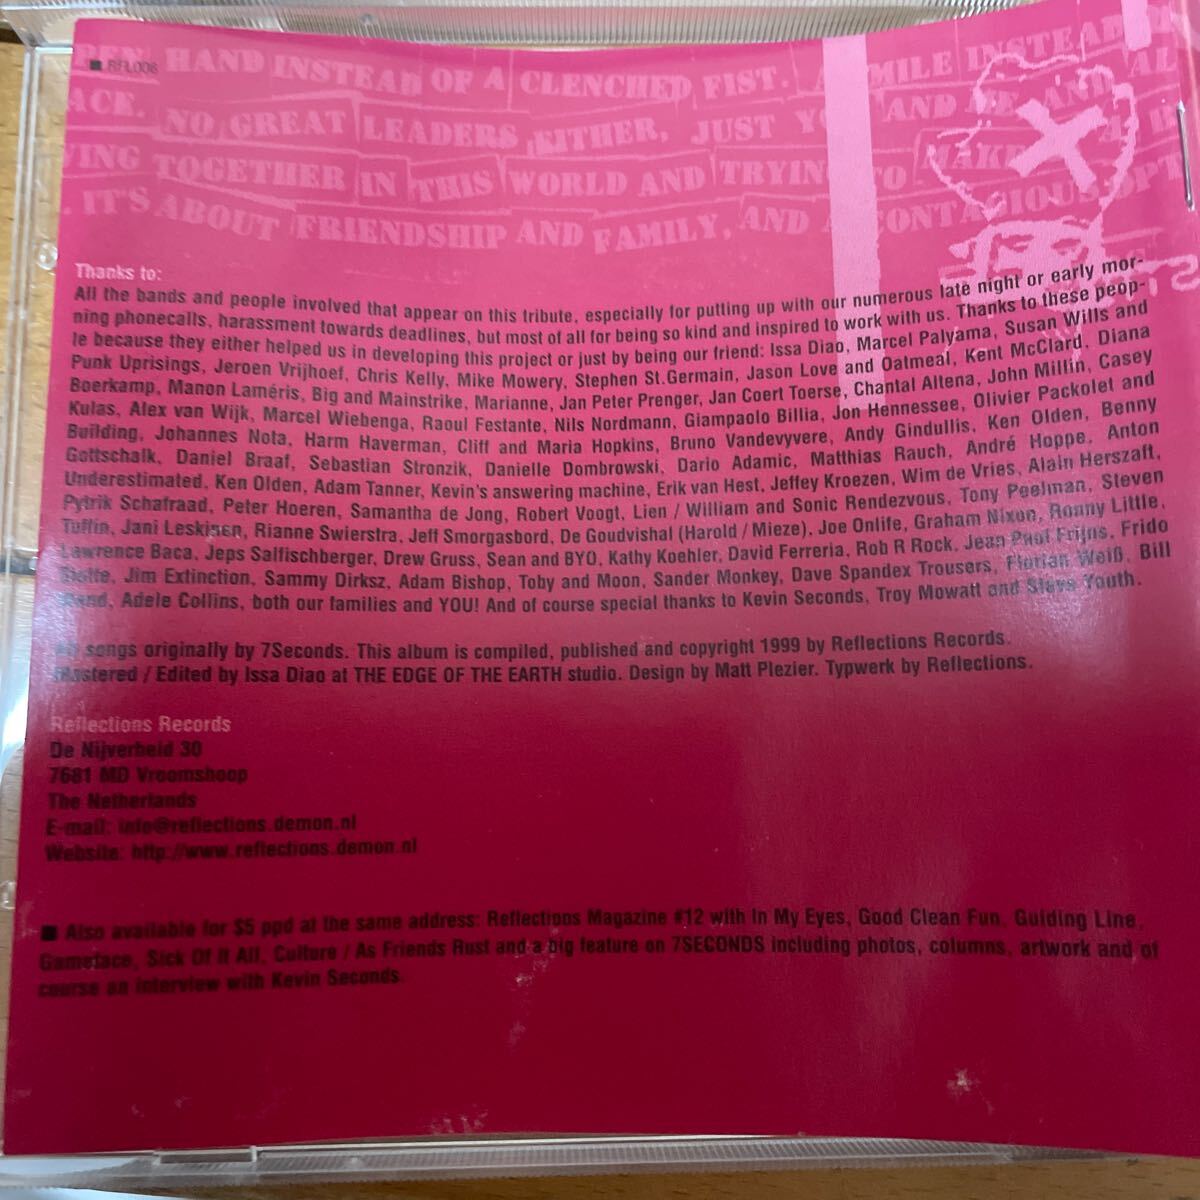 ■ RFL006
PEN HAND INSTEAD OF A CLENCHED FIST. A SMILE INSTEAD
ACE. NO GREAT LEADERS EITHER, JUST YOU AND ME AND AL
VING TOGETHER IN THIS WORLD AND TRYIN TO MAKE
. IT'S ABOUT FRIENDSHIP AND FAMILY, AND A CONTAGIOUS OPT
Thanks to:
All the bands and people involved that appear on this tribute, especially for putting up with our numerous late night or early mor-
ning phonecalls, harassment towards deadlines, but most of all for being so kind and inspired to work with us. Thanks to these peop-
le because they either helped us in developing this project or just by being our friend: Issa Diao, Marcel Palyama, Susan Wills and
Punk Uprisings, Jeroen Vrijhoef, Chris Kelly, Mike Mowery, Stephen St.Germain, Jason Love and Oatmeal, Kent McClard, Diana
Boerkamp, Manon Laméris, Big and Mainstrike, Marianne, Jan Peter Prenger, Jan Coert Toerse, Chantal Altena, John Millin, Casey
Kulas, Alex van Wijk, Marcel Wiebenga, Raoul Festante, Nils Nordmann, Giampaolo Billia, Jon Hennessee, Olivier Packolet and
Building, Johannes Nota, Harm Haverman, Cliff and Maria Hopkins, Bruno Vandevyvere, Andy Gindullis, Ken Olden, Benny
Gottschalk, Daniel Braaf, Sebastian Stronzik, Danielle Dombrowski, Dario Adamic, Matthias Rauch, André Hoppe, Anton
Underestimated, Ken Olden, Adam Tanner, Kevin's answering machine, Erik van Hest, Jeffey Kroezen, Wim de Vries, Alain Herszaft,
Pytrik Schafraad, Peter Hoeren, Samantha de Jong, Robert Voogt, Lien / William and Sonic Rendezvous, Tony Peelman, Steven
Tuffin, Jani Leskinen, Rianne Swierstra, Jeff Smorgasbord, De Goudvishal (Harold / Mieze), Joe Onlife, Graham Nixon, Ronny Little,
Lawrence Baca, Jeps Salfischberger, Drew Gruss, Sean and BYO, Kathy Koehler, David Ferreria, Rob R Rock, Jean Paul Frijns, Frido
Jim Extinction, Sammy Dirksz, Adam Bishop, Toby and Moon, Sander Monkey, Dave Spandex Trousers, Florian Weiß, Bill
Adele Collins, both our families and YOU! And of course special thanks to Kevin Seconds, Troy Mowatt and Steve Youth.
All songs originally by 7Seconds. This album is compiled, published and copyright 1999 by Reflections Records.
Mastered / Edited by Issa Diao at THE EDGE OF THE EARTH studio. Design by Matt Plezier. Typwerk by Reflections.
Reflections Records
De Nijverheid 30
7681 MD Vroomshoop
The Netherlands
E-mail: info@reflections.demon.nl
Website: http://www.reflections.demon.nl
■ Also available for $5 ppd at the same address: Reflections Magazine #12 with In My Eyes, Good Clean Fun, Guiding Line,
Gameface, Sick Of It All, Culture / As Friends Rust and a big feature on 7SECONDS including photos, columns, artwork and of
course an interview with Kevin Seconds.